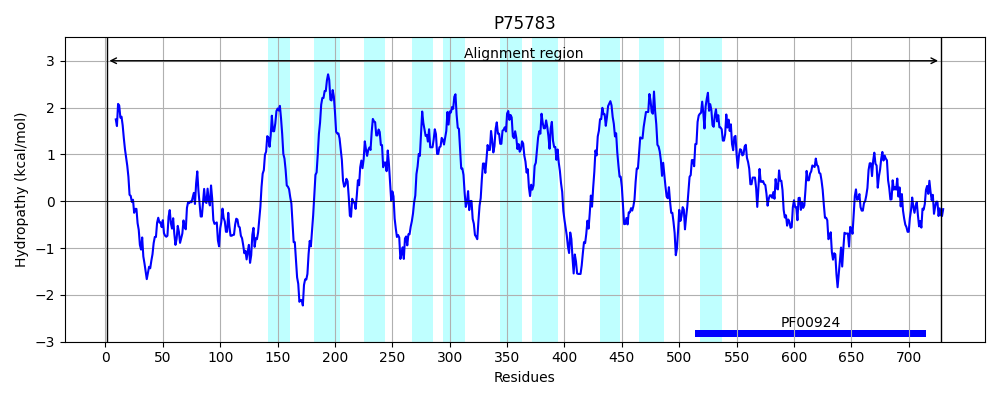 P75783
Alignment region
3
2
1
0
−1
−2
−3
Hydropathy (kcal/mol)
PF00924
0 50 100 150 200 250 300 350 400 450 500 550 600 650 700
Residues